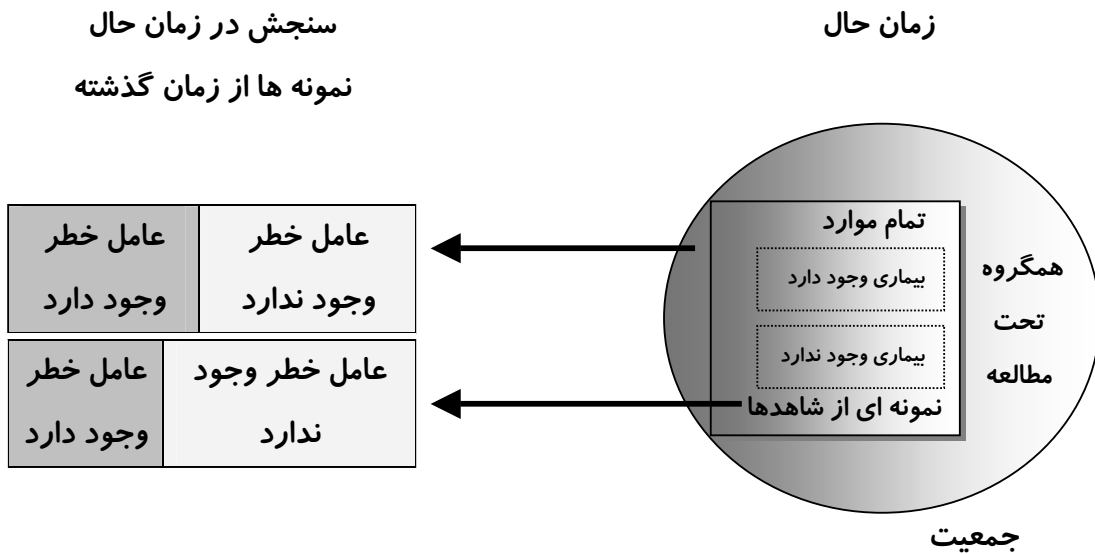 زمان حال
سنجش در زمان حال
نمونه ها از زمان گذشته
تمام موارد
بیماری وجود دارد
بیماری وجود ندارد
نمونه ای از شاهدها
همگروه
تحت
مطالعه
جمعیت
عامل خطر
وجود ندارد
عامل خطر
وجود دارد
عامل خطر وجود
ندارد
عامل خطر
وجود دارد